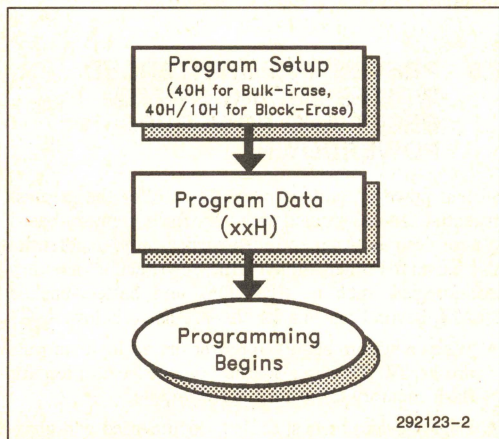 Program Setup
(40H for Bulk-Erase,
40H/10H for Block-Erase)
Program Data
(xxH)
Programming
Begins
292123-2